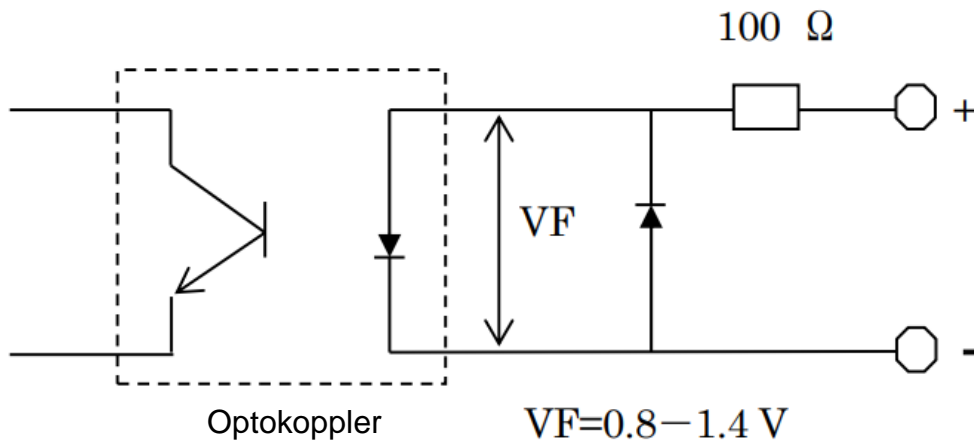 100 Ω
+
VF
-
Optokoppler
VF=0.8−1.4 V